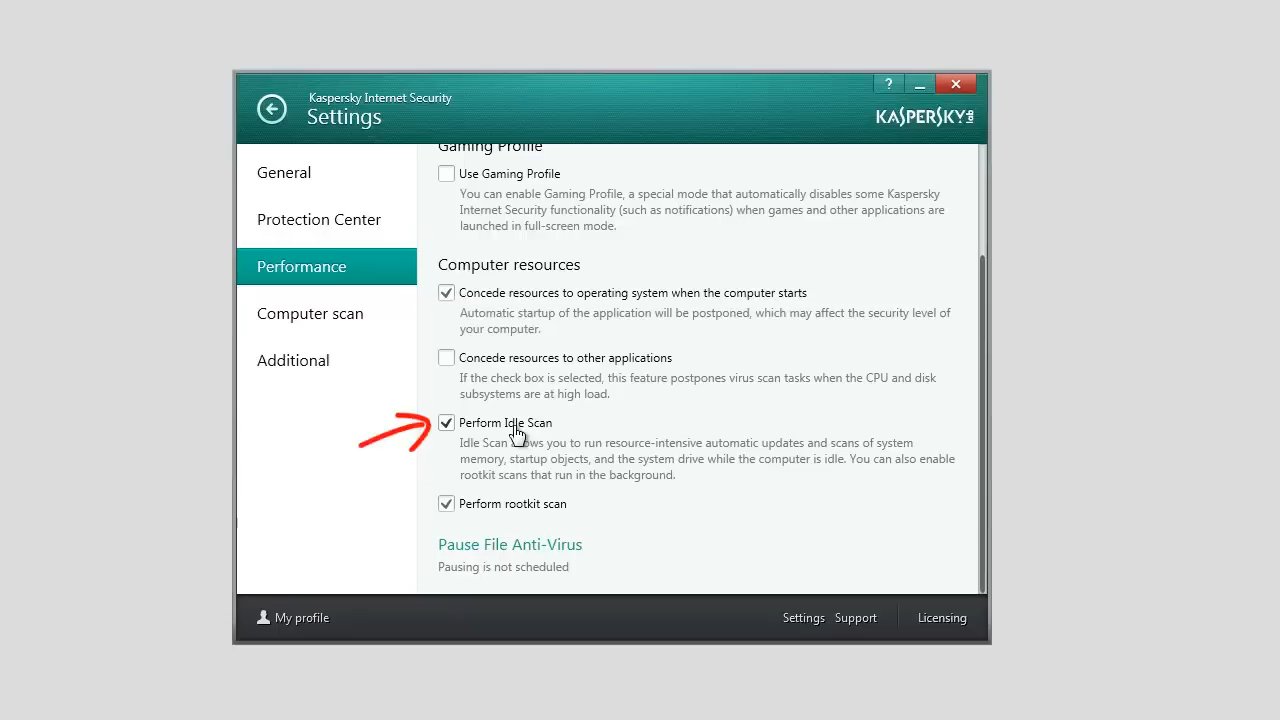 Kaspersky Internet Security
Settings
?
KASPERSKY LAB
General
Protection Center
Performance
Computer scan
Additional
Gaming Profile
Use Gaming Profile
You can enable Gaming Profile, a special mode that automatically disables some Kaspersky
Internet Security functionality (such as notifications) when games and other applications are
launched in full-screen mode.
Computer resources
Concede resources to operating system when the computer starts
Automatic startup of the application will be postponed, which may affect the security level of
your computer.
Concede resources to other applications
If the check box is selected, this feature postpones virus scan tasks when the CPU and disk
subsystems are at high load.
Perform Idle Scan
Idle Scan allows you to run resource-intensive automatic updates and scans of system
memory, startup objects, and the system drive while the computer is idle. You can also enable
rootkit scans that run in the background.
Perform rootkit scan
Pause File Anti-Virus
Pausing is not scheduled
My profile
Settings Support Licensing